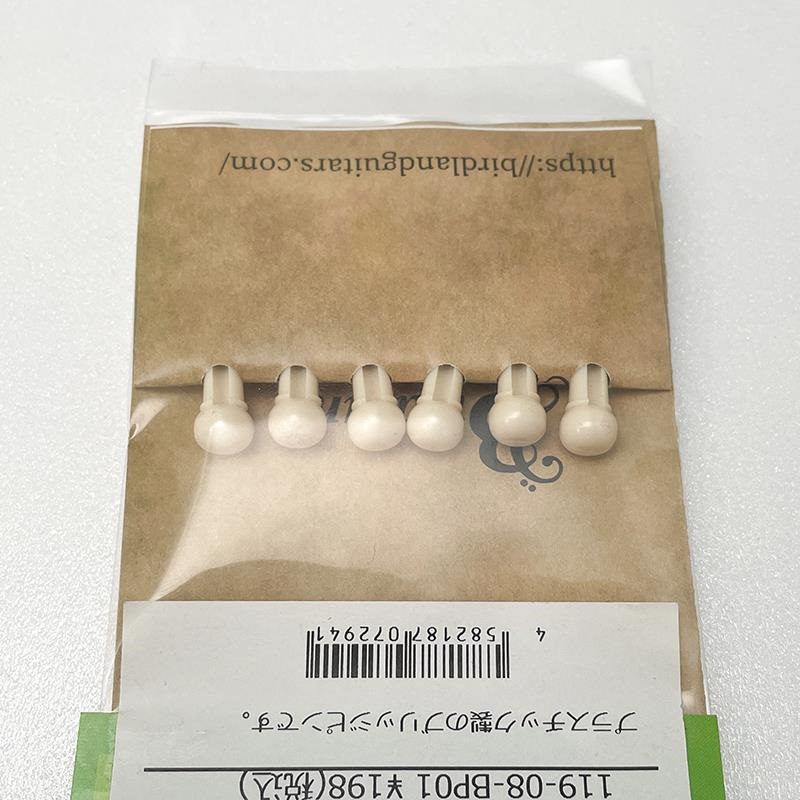 119-08-BP01 ¥198(税込)
プラスチック製のブリッジピンです。
4 582187 072941
B
https://birdlandguitars.com/